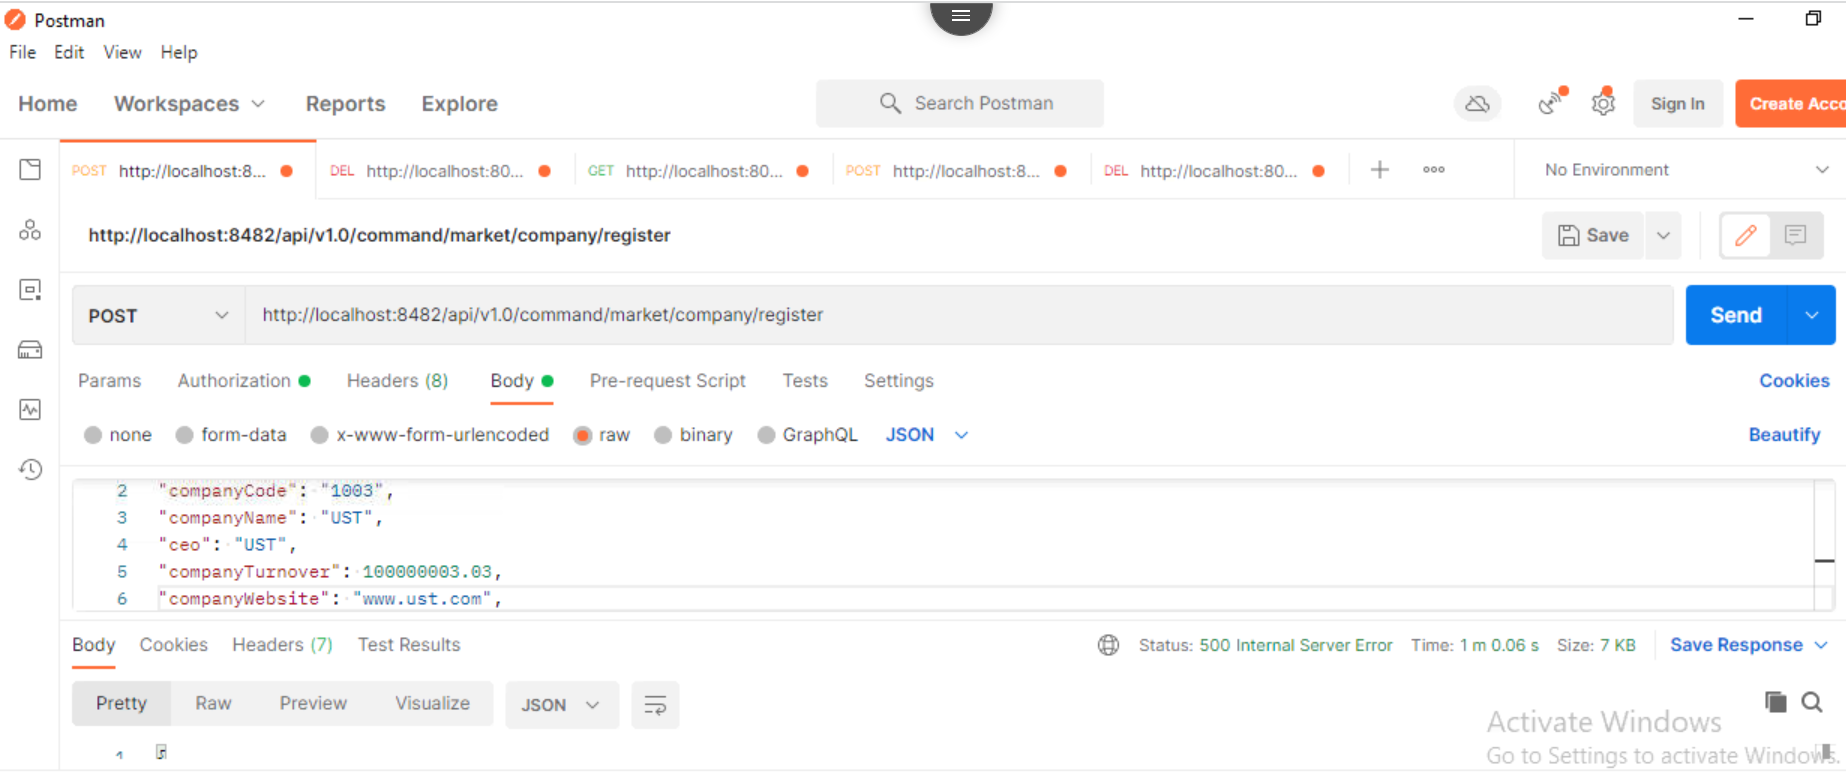 Postman
File Edit View Help
Home Workspaces Reports Explore Search Postman Sign In Create Acco
POST http://localhost:8... DEL http://localhost:80... GET http://localhost:80... POST http://localhost:8... DEL http://localhost:80... + ooo No Environment
http://localhost:8482/api/v1.0/command/market/company/register Save
POST http://localhost:8482/api/v1.0/command/market/company/register Send
Params Authorization Headers (8) Body Pre-request Script Tests Settings Cookies
none form-data x-www-form-urlencoded raw binary GraphQL JSON Beautify
2 "companyCode": "1003",
3 "companyName": "UST",
4 "ceo": "UST",
5 "companyTurnover": 100000003.03,
6 "companyWebsite": "www.ust.com",
Body Cookies Headers (7) Test Results Status: 500 Internal Server Error Time: 1 m 0.06 s Size: 7 KB Save Response
Pretty Raw Preview Visualize JSON
Activate Windows
Go to Settings to activate Windows.